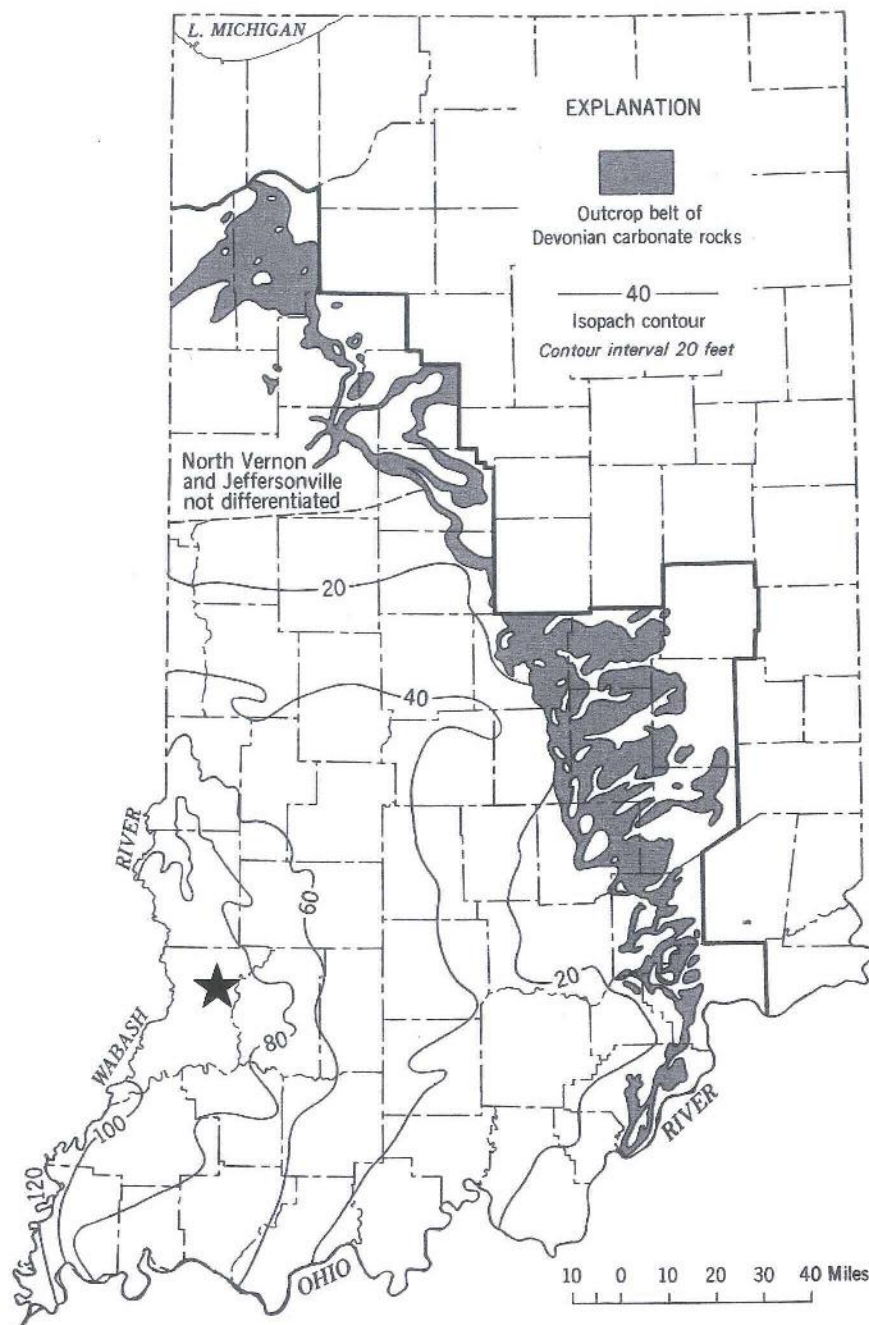 L. MICHIGAN
EXPLANATION
Outcrop belt of
Devonian carbonate rocks
40
Isopach contour
Contour interval 20 feet
North Vernon
and Jeffersonville
not differentiated
20
40
RIVER
60
20
WABASH
80
100
120
RIVER
OHIO
10 0 10 20 30 40 Miles